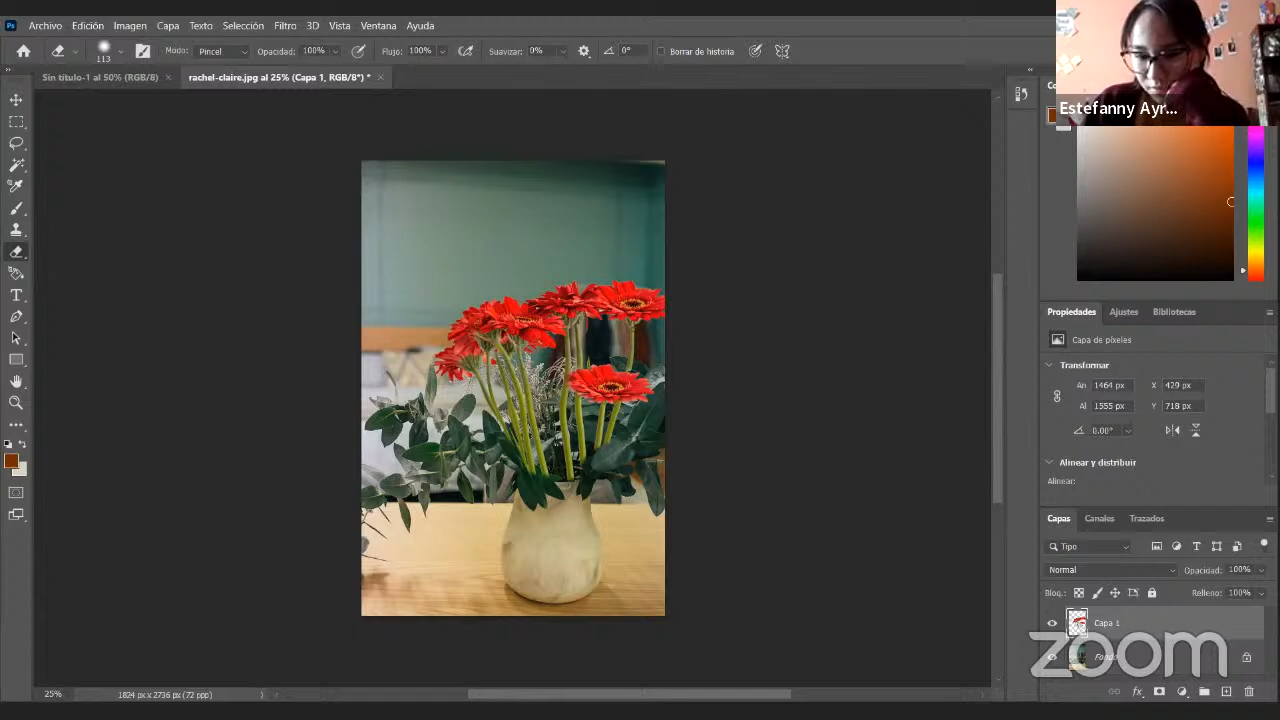 Ps Archivo Edición Imagen Capa Texto Selección Filtro 3D Vista Ventana Ayuda
113 Modo: Pincel Opacidad: 100% Flujo: 100% Suavizar: 0% 0° Borrar de historia
Sin título-1 al 50% (RGB/8) × rachel-claire.jpg al 25% (Capa 1, RGB/8*) * ×
Estefanny Ayr...
Propiedades Ajustes Bibliotecas
Capa de píxeles
Transformar
An 1464 px X 429 px
Al 1555 px Y 718 px
0.00°
Alinear y distribuir
Alinear:
Capas Canales Trazados
Tipo
Normal Opacidad: 100%
Bloq.: Relleno: 100%
Capa 1
Fondo
zoom
25% 1824 px x 2736 px (72 ppp)
fx